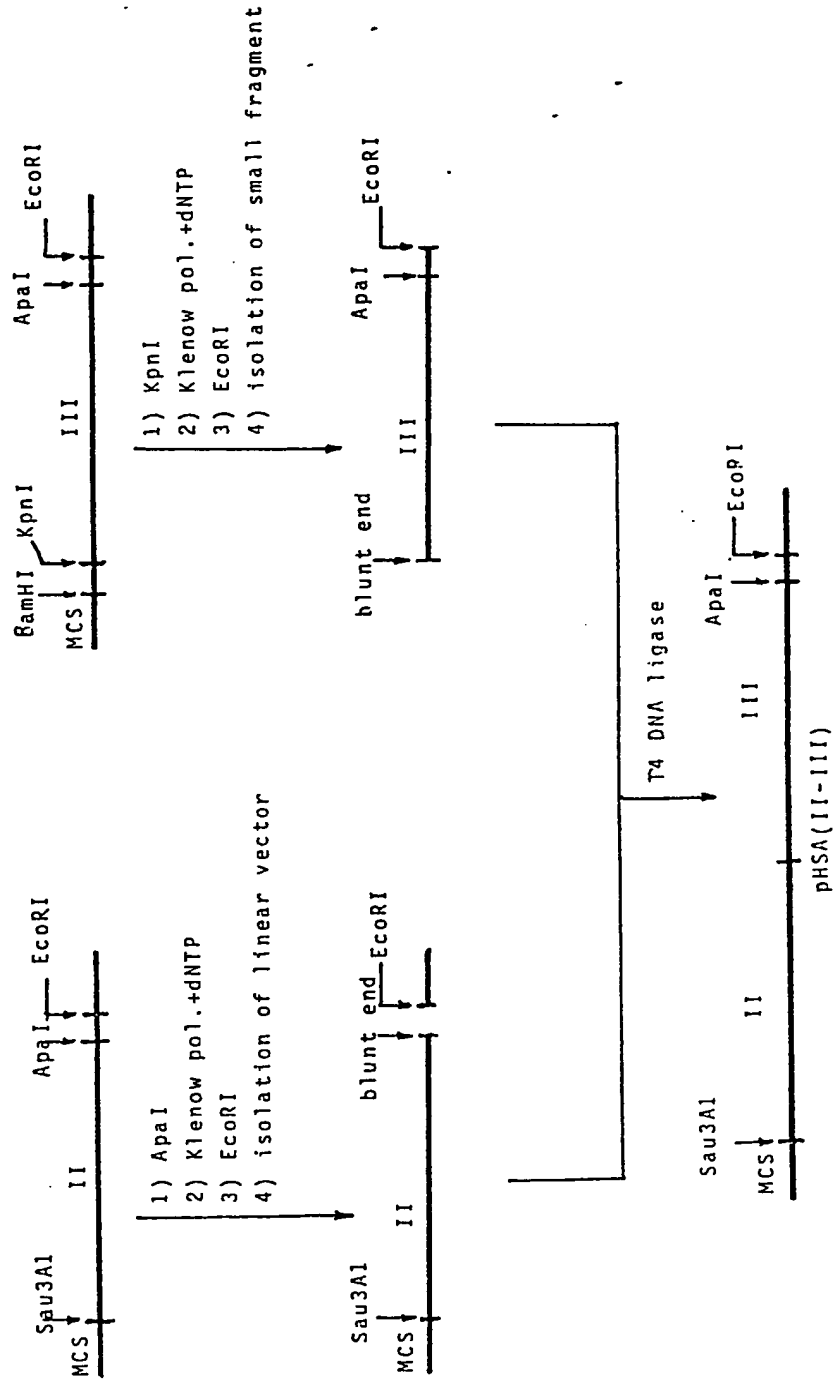 Sau3A1
ApaI
EcoRI
MCS
II
1) ApaI
2) Klenow pol.+dNTP
3) EcoRI
4) isolation of linear vector
Sau3A1
blunt end
EcoRI
MCS
II
BamHI
KpnI
ApaI
EcoRI
MCS
III
1) KpnI
2) Klenow pol.+dNTP
3) EcoRI
4) isolation of small fragment
blunt end
ApaI
EcoRI
III
T4 DNA ligase
Sau3A1
ApaI
EcoRI
MCS
II
III
pHSA(II-III)